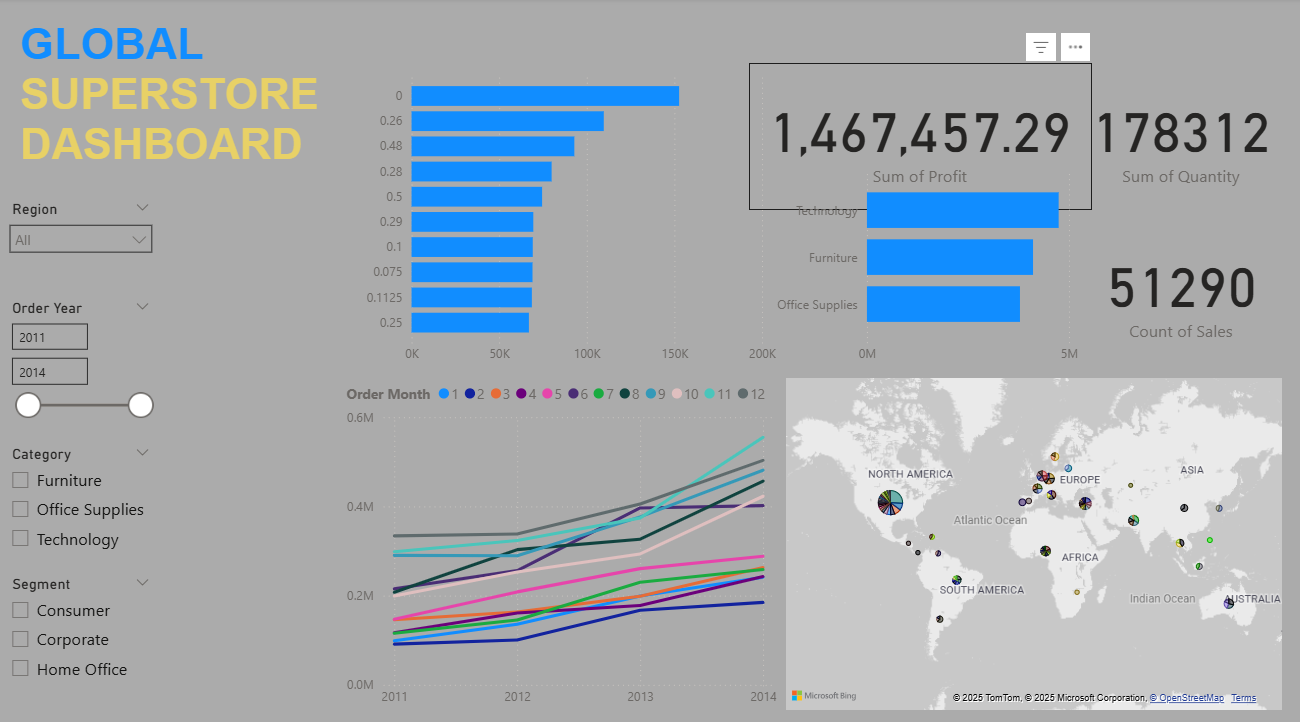 GLOBAL
SUPERSTORE
DASHBOARD
Region
All
Order Year
2011
2014
Category
Furniture
Office Supplies
Technology
Segment
Consumer
Corporate
Home Office
0
0.26
0.48
0.28
0.5
0.29
0.1
0.075
0.1125
0.25
0K 50K 100K 150K 200K
1,467,457.29
Sum of Profit
178312
Sum of Quantity
Technology
Furniture
Office Supplies
0M 5M
51290
Count of Sales
Order Month 1 2 3 4 5 6 7 8 9 10 11 12
0.6M
0.4M
0.2M
0.0M
2011 2012 2013 2014
NORTH AMERICA
EUROPE
ASIA
Atlantic Ocean
AFRICA
SOUTH AMERICA
Indian Ocean
AUSTRALIA
Microsoft Bing
© 2025 TomTom, © 2025 Microsoft Corporation, © OpenStreetMap Terms